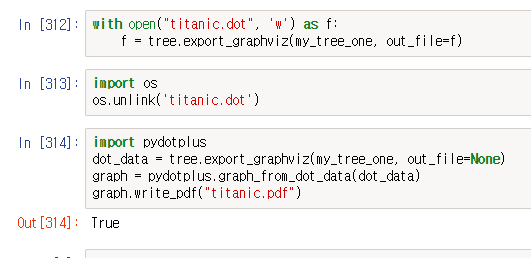 In [312]: with open("titanic.dot", 'w') as f:
f = tree.export_graphviz(my_tree_one, out_file=f)
In [313]: import os
os.unlink('titanic.dot')
In [314]: import pydotplus
dot_data = tree.export_graphviz(my_tree_one, out_file=None)
graph = pydotplus.graph_from_dot_data(dot_data)
graph.write_pdf("titanic.pdf")
Out[314]: True